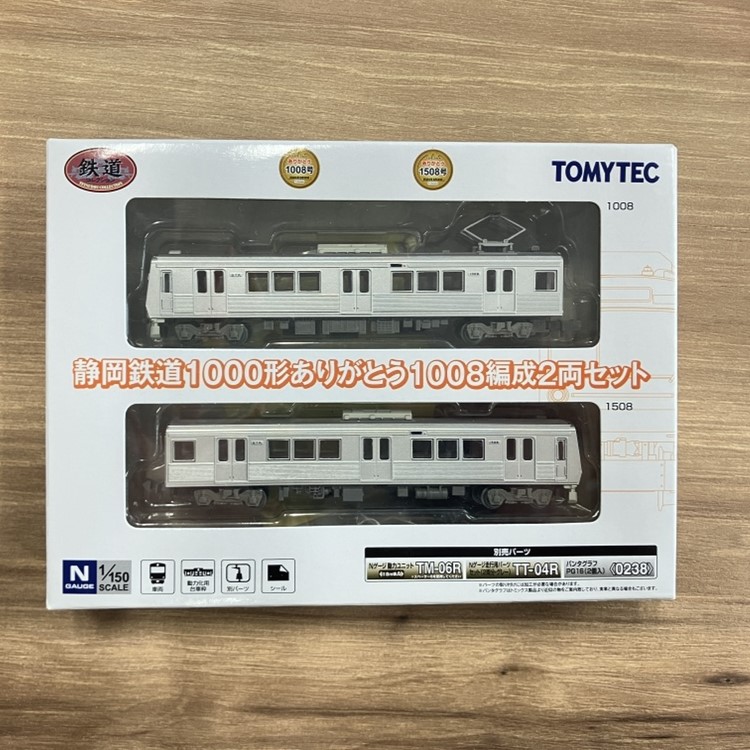 鉄道
ありがとう
1008号
ありがとう
1508号
TOMYTEC
1008
静岡鉄道1000形ありがとう1008編成2両セット
1508
N
GAUGE
1/150
SCALE
車両
動力化用
台車枠
別パーツ
シール
別売パーツ
Nゲージ動力ユニット
TM-06R
Nゲージ走行用パーツ
TT-04R
パンタグラフ
PG16(2個入)
〈0238〉